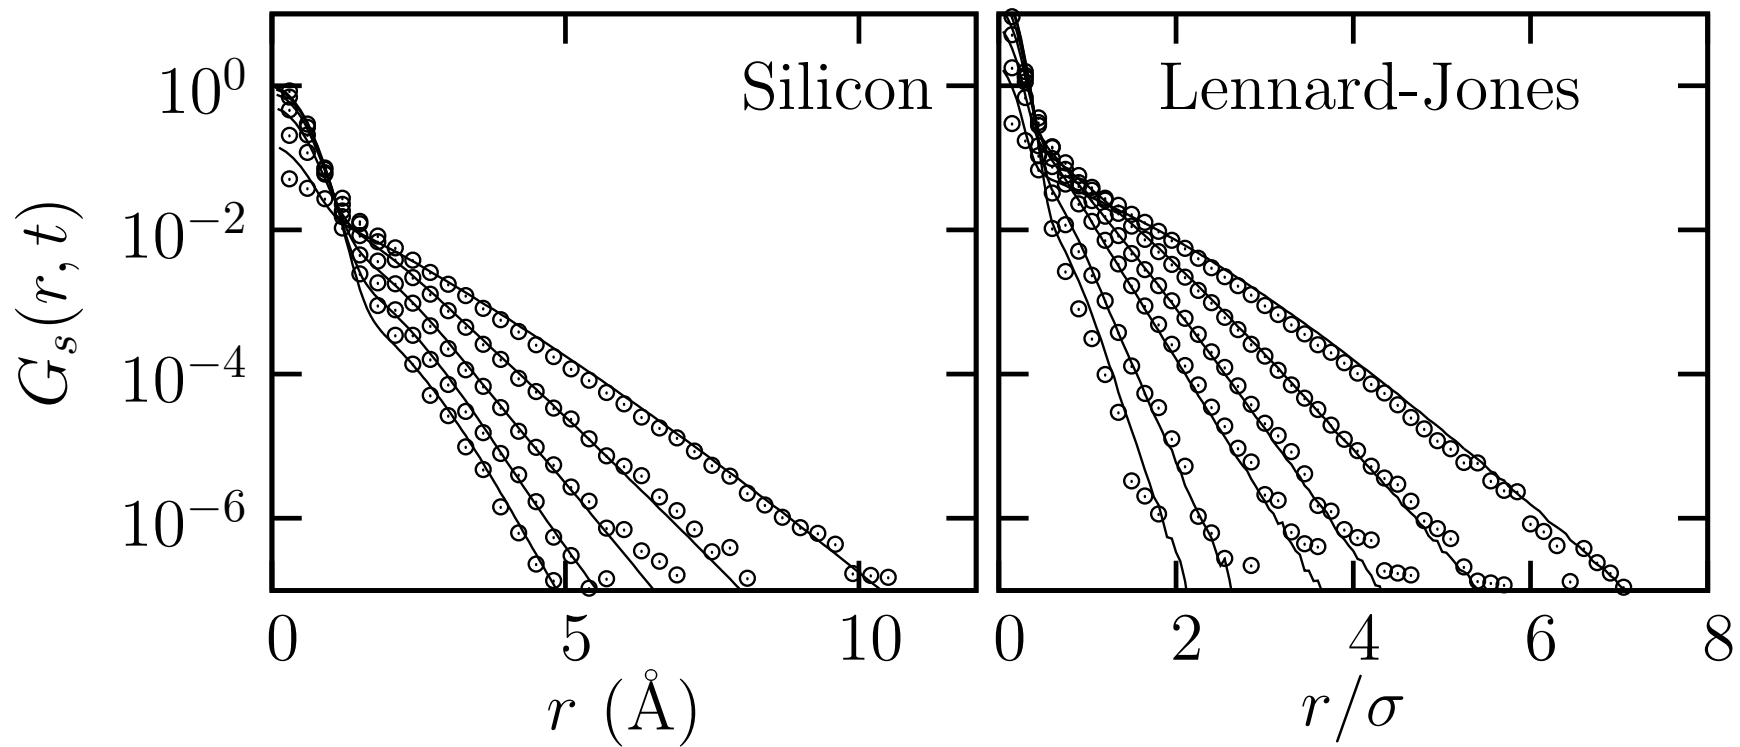 Silicon
Lennard-Jones
G_s(r, t)
10^0
10^−2
10^−4
10^−6
0 5 10
0 2 4 6 8
r (Å)
r/σ